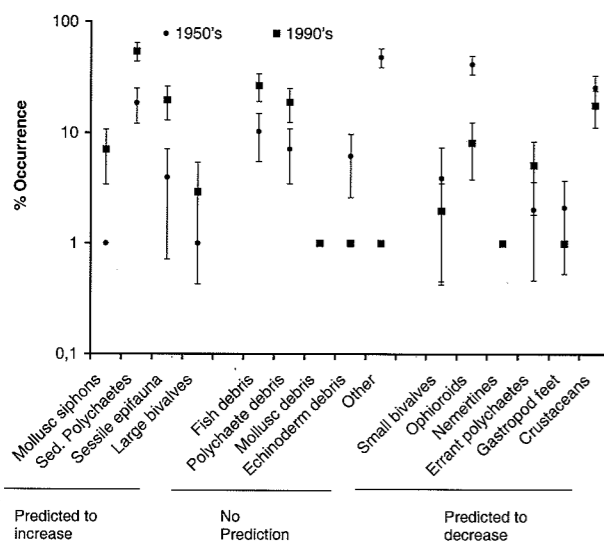 100
1950's
1990's
10
1
0,1
% Occurrence
Mollusc siphons
Sed. Polychaetes
Sessile epifauna
Large bivalves
Fish debris
Polychaete debris
Mollusc debris
Echinoderm debris
Other
Small bivalves
Ophioroids
Nemertines
Errant polychaetes
Gastropod feet
Crustaceans
Predicted to
increase
No
Prediction
Predicted to
decrease